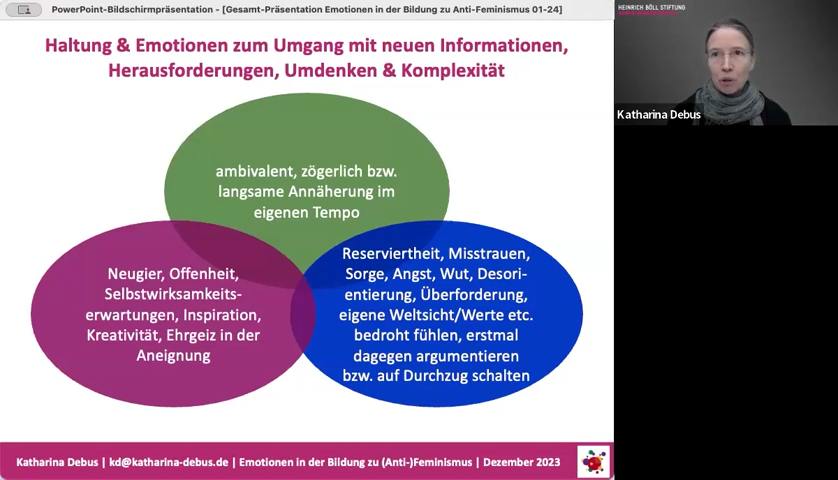 PowerPoint-Bildschirmpräsentation - [Gesamt-Präsentation Emotionen in der Bildung zu Anti-Feminismus 01-24]
Haltung & Emotionen zum Umgang mit neuen Informationen,
Herausforderungen, Umdenken & Komplexität
ambivalent, zögerlich bzw.
langsame Annäherung im
eigenen Tempo
Neugier, Offenheit,
Selbstwirksamkeits-
erwartungen, Inspiration,
Kreativität, Ehrgeiz in der
Aneignung
Reserviertheit, Misstrauen,
Sorge, Angst, Wut, Desori-
entierung, Überforderung,
eigene Weltsicht/Werte etc.
bedroht fühlen, erstmal
dagegen argumentieren
bzw. auf Durchzug schalten
Katharina Debus | kd@katharina-debus.de | Emotionen in der Bildung zu (Anti-)Feminismus | Dezember 2023
HEINRICH BÖLL STIFTUNG
Katharina Debus